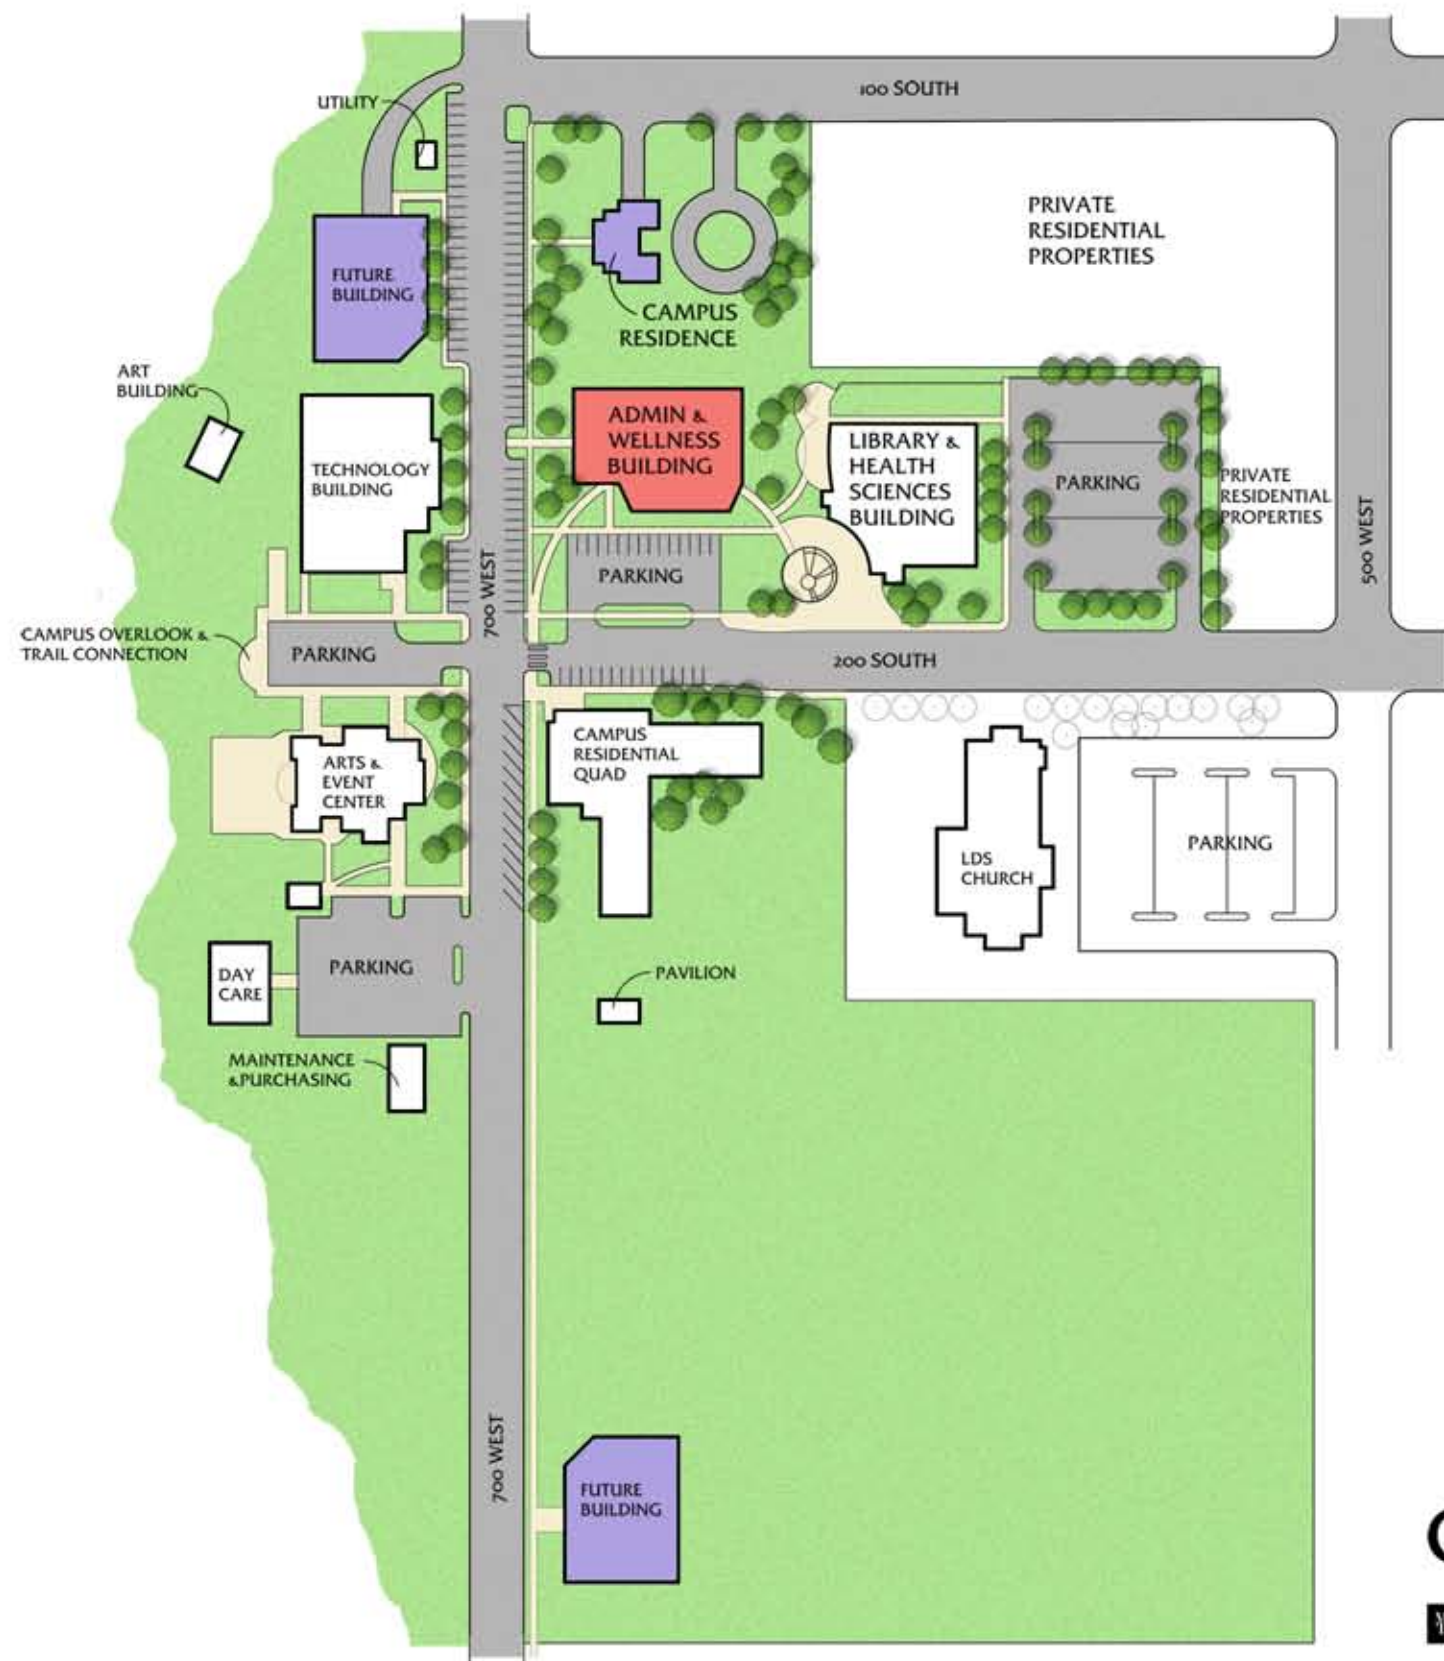 100 SOUTH
UTILITY
PRIVATE
RESIDENTIAL
PROPERTIES
FUTURE
BUILDING
CAMPUS
RESIDENCE
ART
BUILDING
ADMIN &
WELLNESS
BUILDING
LIBRARY &
HEALTH
SCIENCES
BUILDING
TECHNOLOGY
BUILDING
PARKING
PRIVATE
RESIDENTIAL
PROPERTIES
500 WEST
700 WEST
PARKING
CAMPUS OVERLOOK &
TRAIL CONNECTION
PARKING
200 SOUTH
CAMPUS
RESIDENTIAL
QUAD
ARTS &
EVENT
CENTER
PARKING
LDS
CHURCH
DAY
CARE
PARKING
PAVILION
MAINTENANCE
&PURCHASING
700 WEST
FUTURE
BUILDING